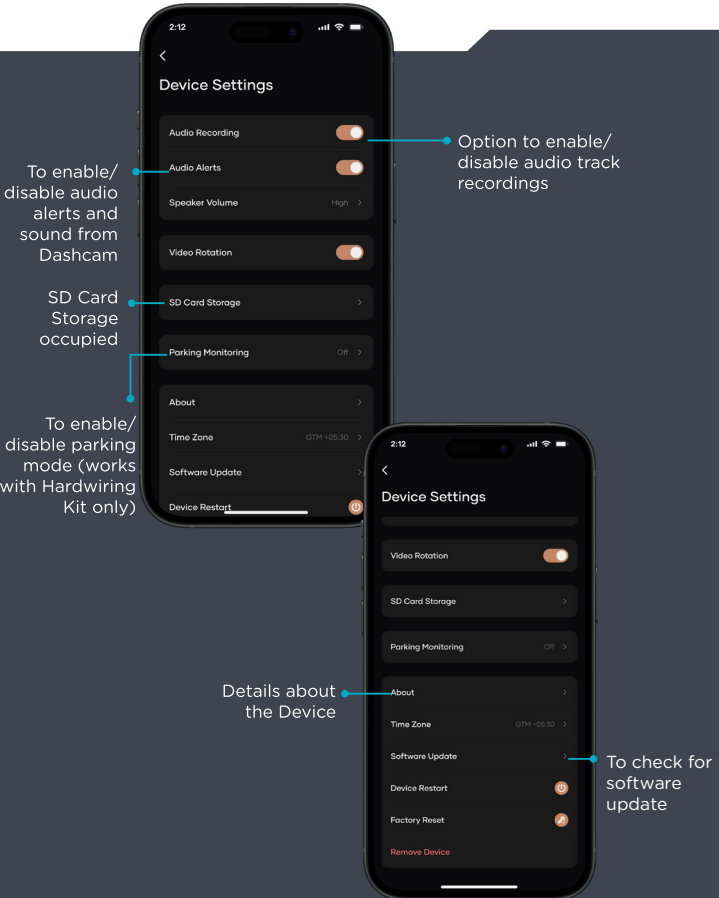 2:12
Device Settings
Audio Recording
Audio Alerts
Speaker Volume High
Video Rotation
SD Card Storage
Parking Monitoring Off
About
Time Zone GTM +05:30
Software Update
Device Restart
To enable/
disable audio
alerts and
sound from
Dashcam
SD Card
Storage
occupied
To enable/
disable parking
mode (works
with Hardwiring
Kit only)
Option to enable/
disable audio track
recordings
2:12
Device Settings
Video Rotation
SD Card Storage
Parking Monitoring Off
About
Time Zone GTM +05:30
Software Update
Device Restart
Factory Reset
Remove Device
Details about
the Device
To check for
software
update